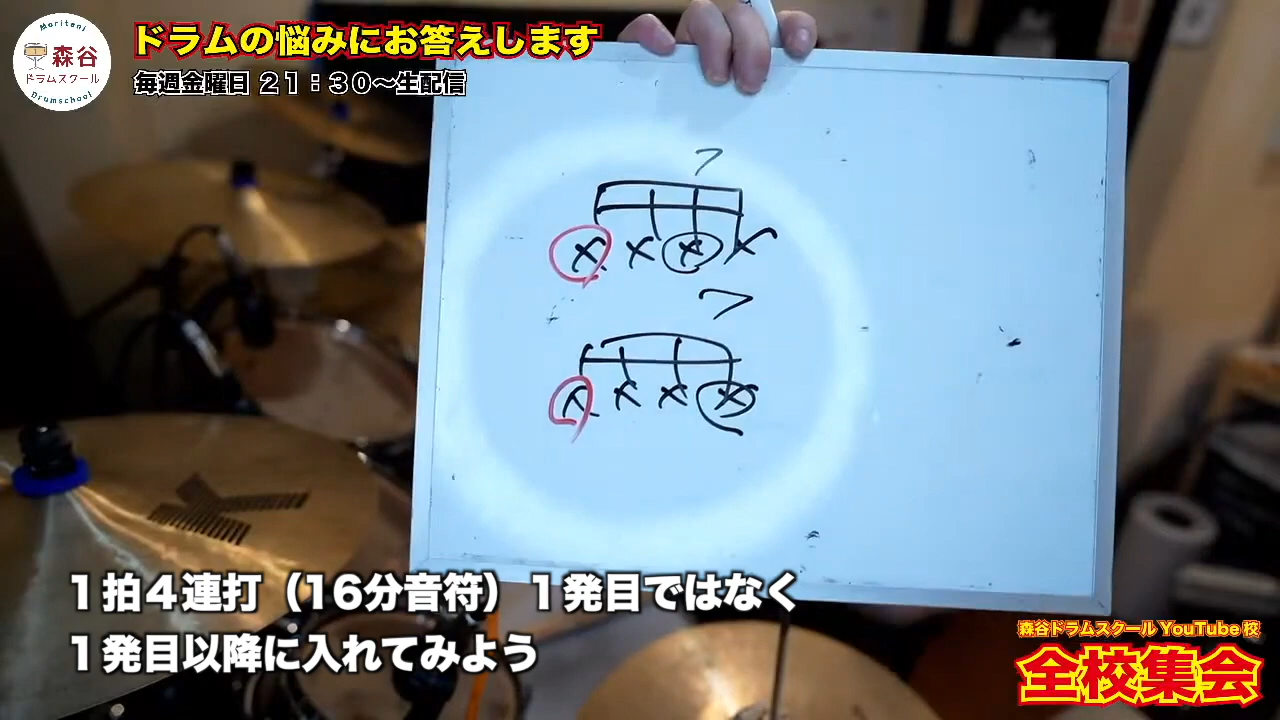 Moriteni
森谷
ドラムスクール
Drumschool
ドラムの悩みにお答えします
毎週金曜日 21：30〜生配信
7
× × × ×
7
× × × ×
K
1拍4連打（16分音符）1発目ではなく
1発目以降に入れてみよう
森谷ドラムスクール YouTube校
全校集会